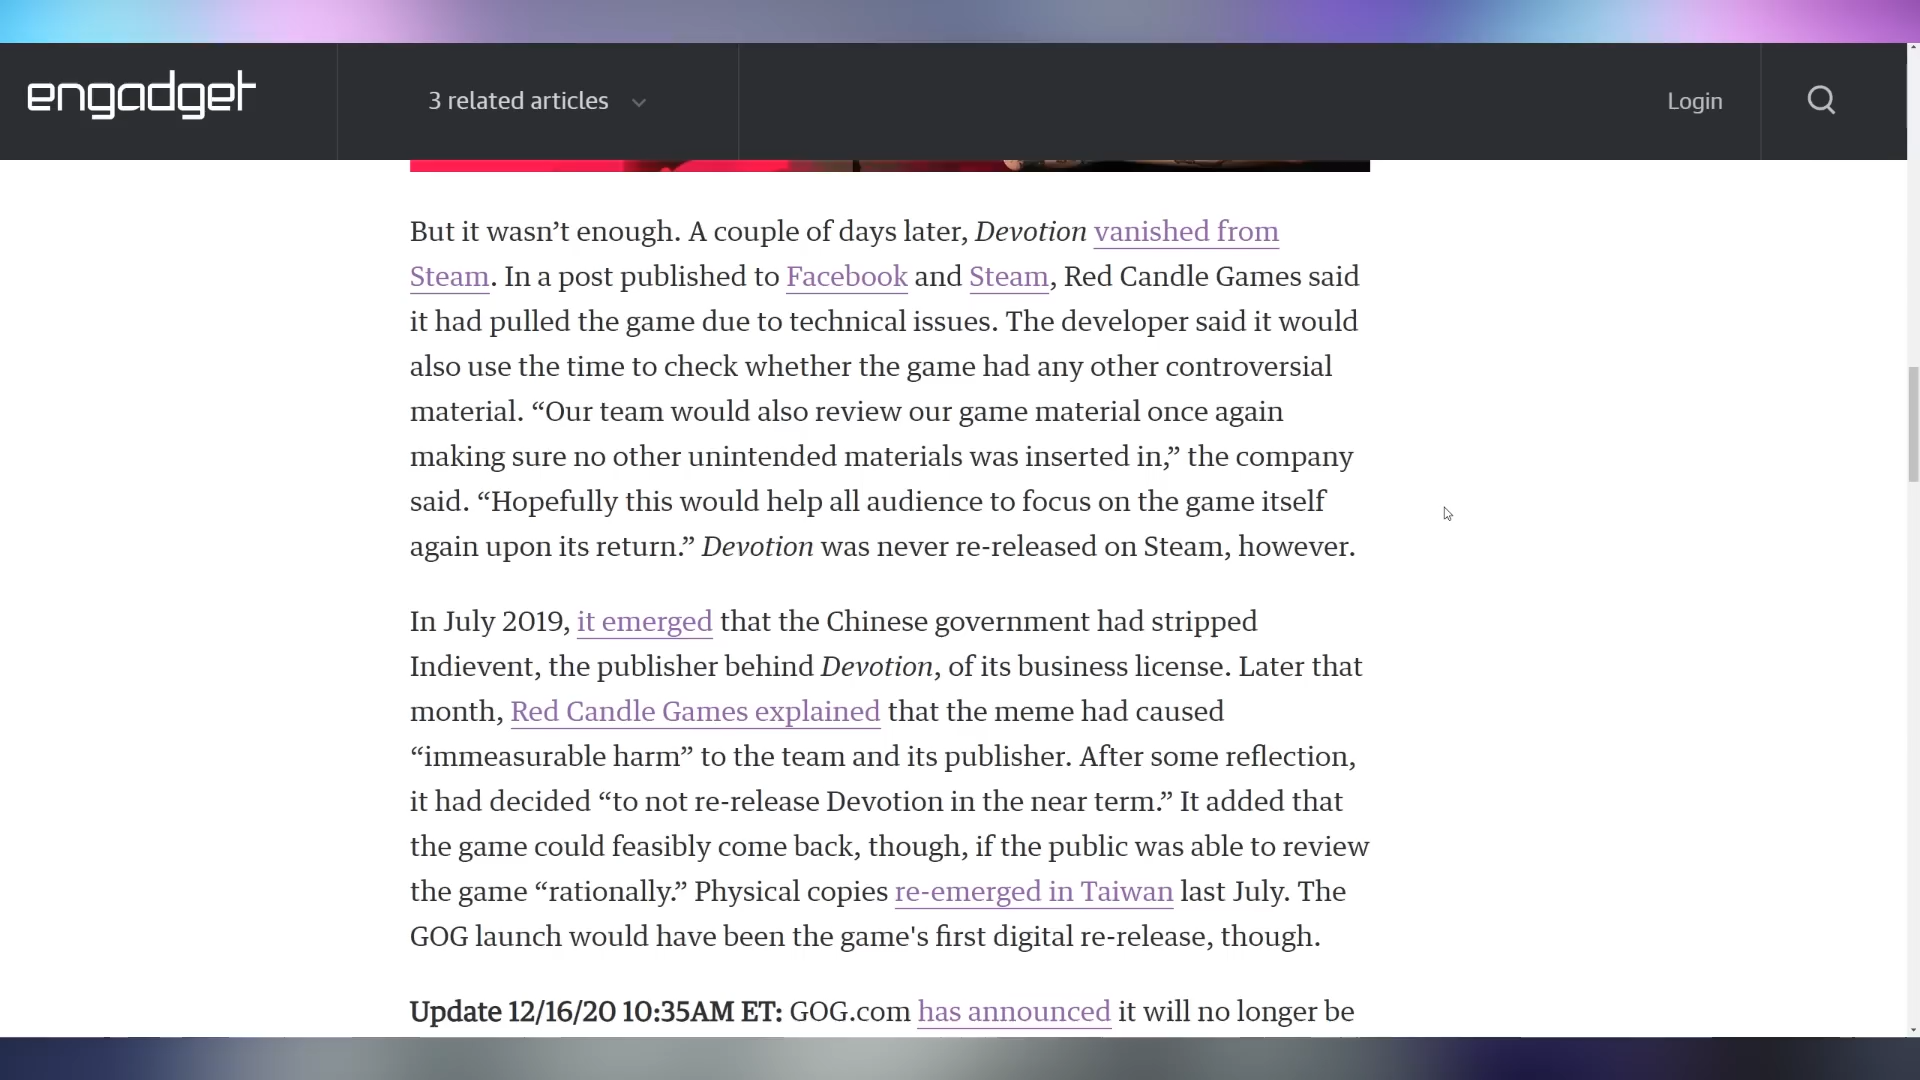 engadget
3 related articles
Login
But it wasn’t enough. A couple of days later, Devotion vanished from
Steam. In a post published to Facebook and Steam, Red Candle Games said
it had pulled the game due to technical issues. The developer said it would
also use the time to check whether the game had any other controversial
material. “Our team would also review our game material once again
making sure no other unintended materials was inserted in,” the company
said. “Hopefully this would help all audience to focus on the game itself
again upon its return.” Devotion was never re-released on Steam, however.
In July 2019, it emerged that the Chinese government had stripped
Indievent, the publisher behind Devotion, of its business license. Later that
month, Red Candle Games explained that the meme had caused
“immeasurable harm” to the team and its publisher. After some reflection,
it had decided “to not re-release Devotion in the near term.” It added that
the game could feasibly come back, though, if the public was able to review
the game “rationally.” Physical copies re-emerged in Taiwan last July. The
GOG launch would have been the game's first digital re-release, though.
Update 12/16/20 10:35AM ET: GOG.com has announced it will no longer be